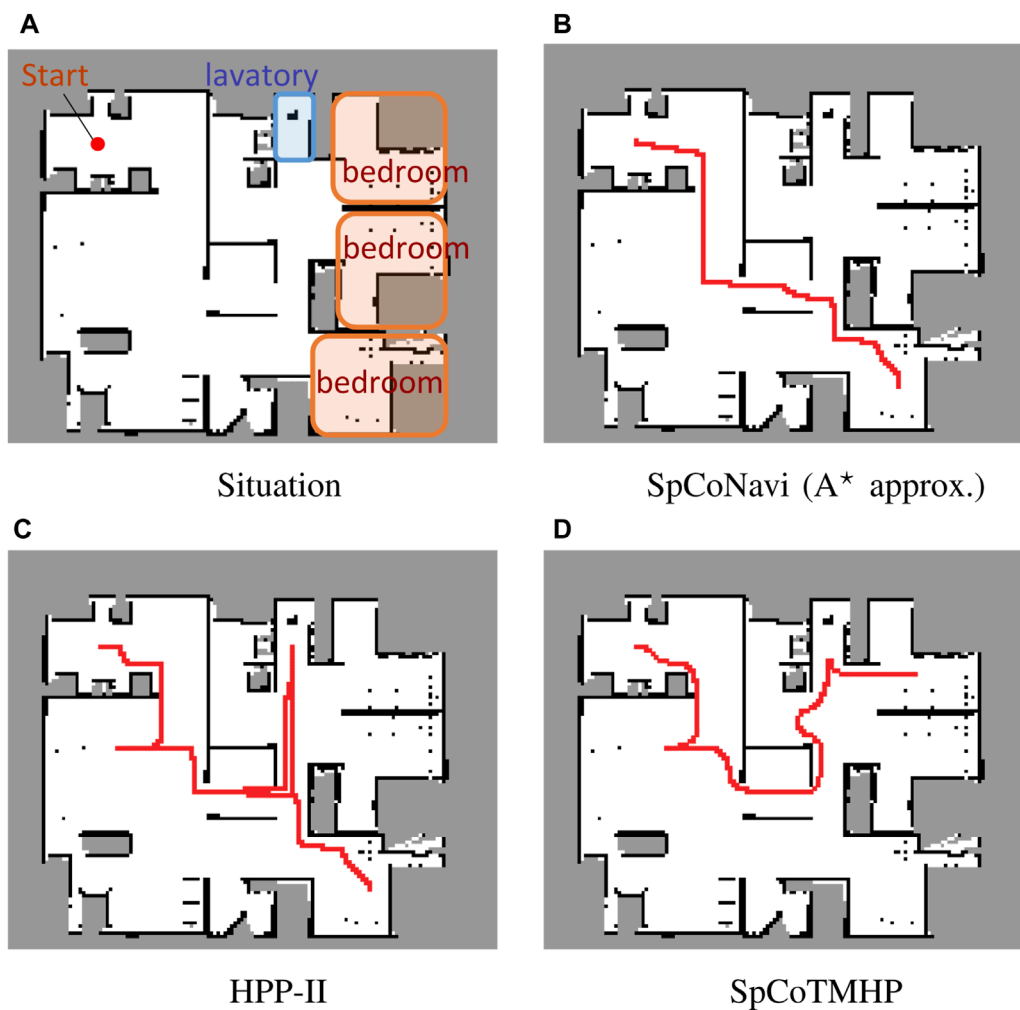 A
B
Start
lavatory
bedroom
bedroom
bedroom
Situation
SpCoNavi (A⋆ approx.)
C
D
HPP-II
SpCoTMHP